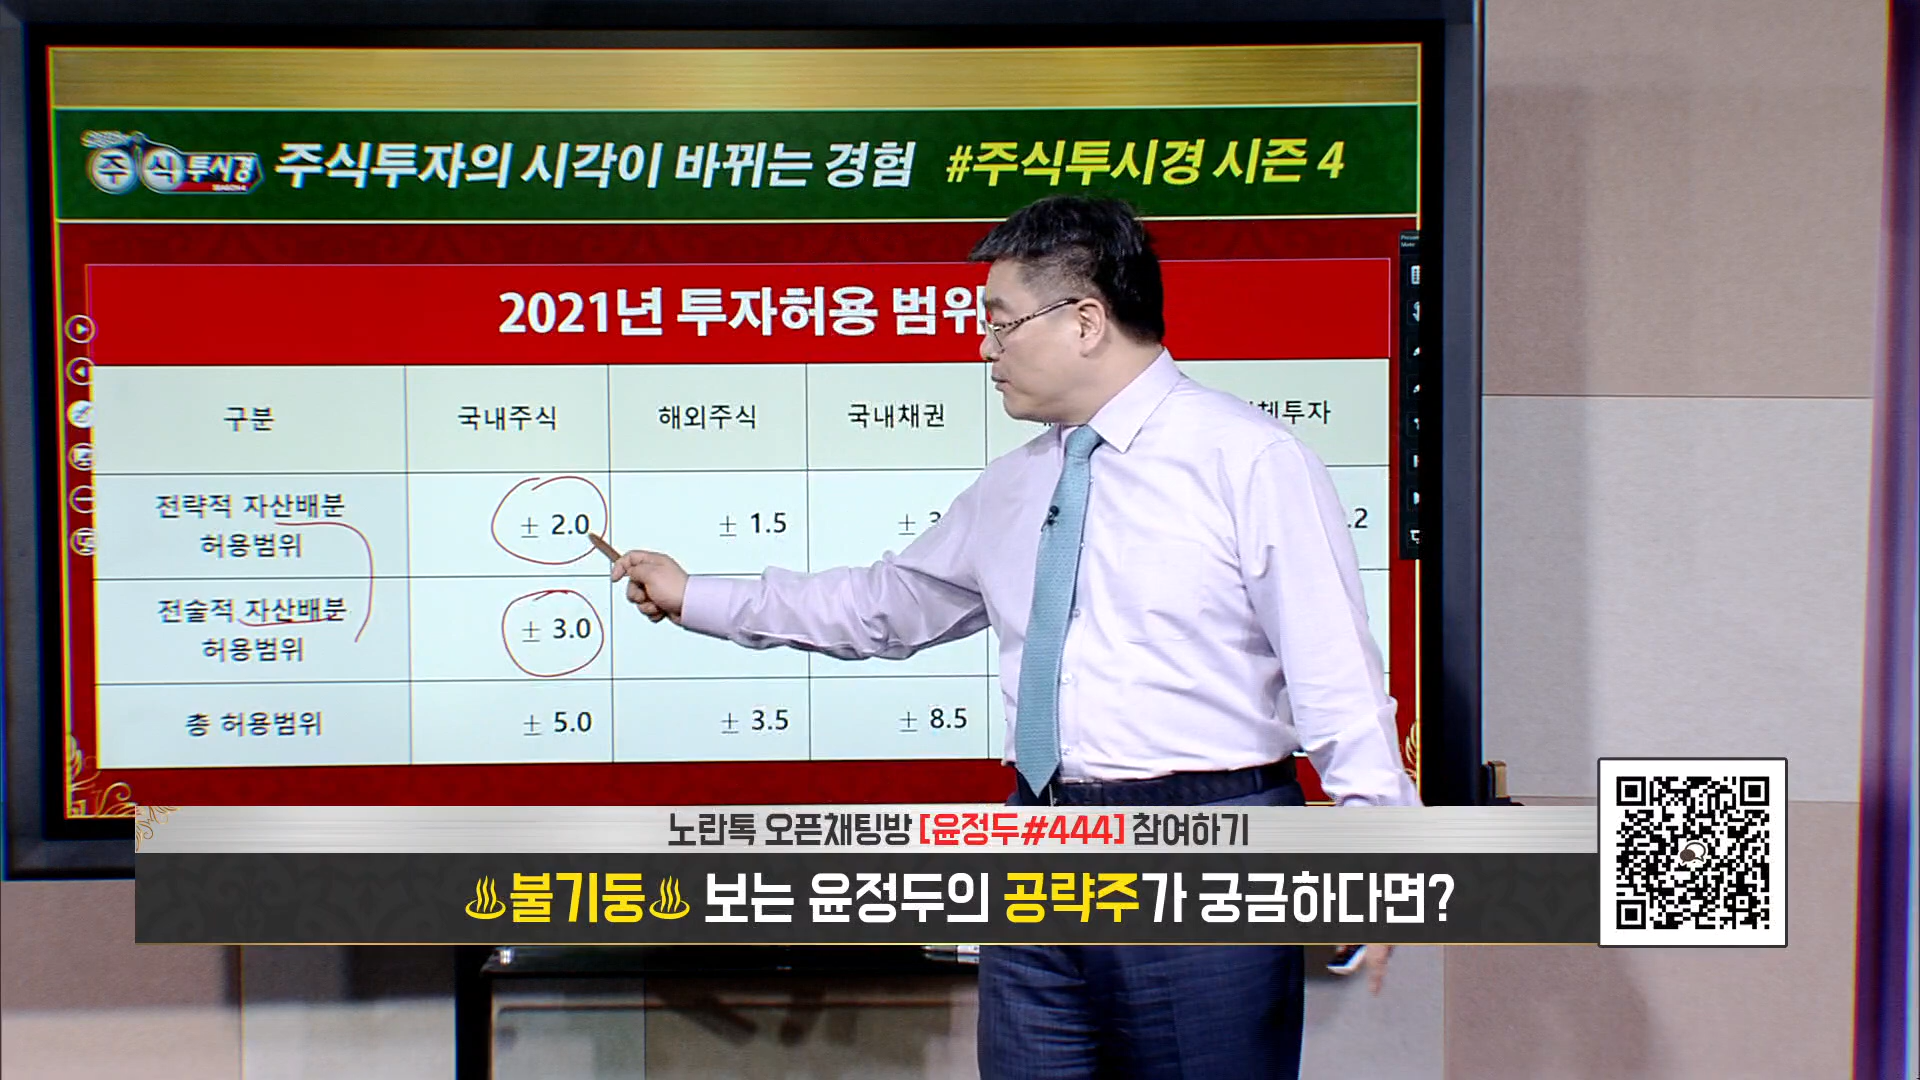 주식투시경 주식투자의 시각이 바뀌는 경험 #주식투시경 시즌 4
2021년 투자허용 범위
구분 국내주식 해외주식 국내채권 체투자
전략적 자산배분 허용범위 ± 2.0 ± 1.5 ± .2
전술적 자산배분 허용범위 ± 3.0
총 허용범위 ± 5.0 ± 3.5 ± 8.5
노란톡 오픈채팅방 [윤정두#444] 참여하기
♨불기둥♨ 보는 윤정두의 공략주가 궁금하다면?